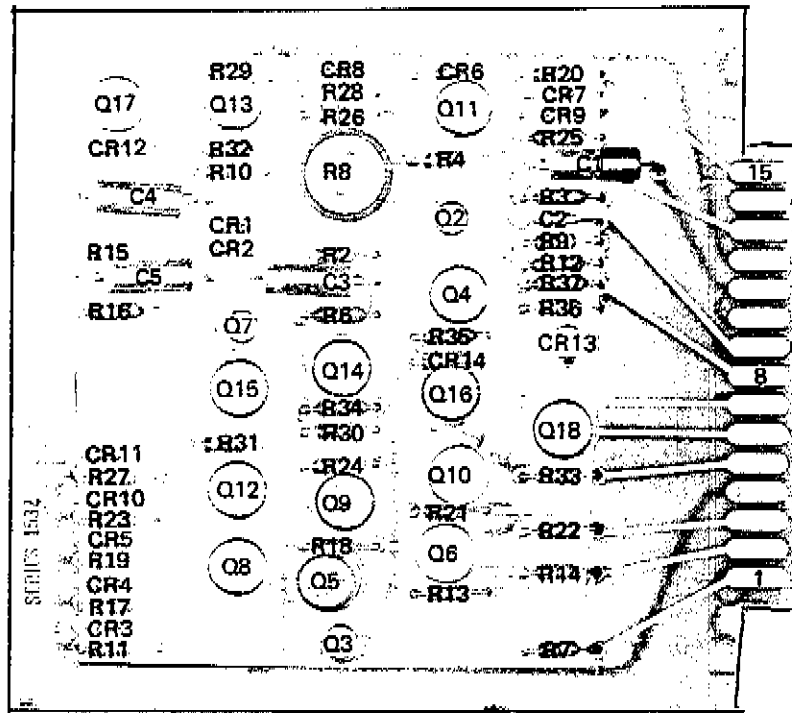 R29 CR8 CR6 R20
Q17 Q13 R28 Q11 CR7
R26 CR9
CR12 R32 R25
R10 R8 R4 15
C4 R3
CR1 Q2 C2
R15 CR2 R2 R9
C5 C3 R12
Q4 R37
R16 R6 R36
Q7 R35 CR13
Q14 CR14
Q15 Q16 8
R34
R31 R30 Q18
CR11 R24 Q10 R33
R27 Q12
CR10 Q9
R23 R21
CR5 R18 R22
R19 Q8 Q6
CR4 Q5 1
R17 R13
CR3 Q3
R11 R7
SERIES